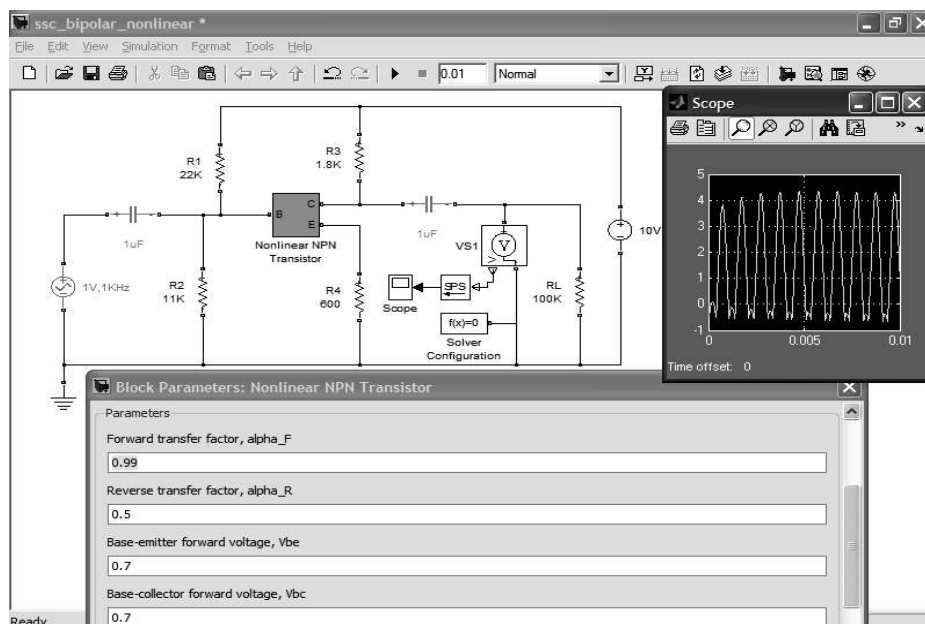 ssc_bipolar_nonlinear *
File Edit View Simulation Format Tools Help
0.01 Normal
R1
22K
R3
1.8K
1uF
B
C
E
Nonlinear NPN
Transistor
1uF
VS1
V
10V
1V,1KHz
R2
11K
R4
600
Scope
SPS
RL
100K
f(x)=0
Solver
Configuration
Scope
5
4
3
2
1
0
-1
0 0.005 0.01
Time offset: 0
Block Parameters: Nonlinear NPN Transistor
Parameters
Forward transfer factor, alpha_F
0.99
Reverse transfer factor, alpha_R
0.5
Base-emitter forward voltage, Vbe
0.7
Base-collector forward voltage, Vbc
0.7
Ready